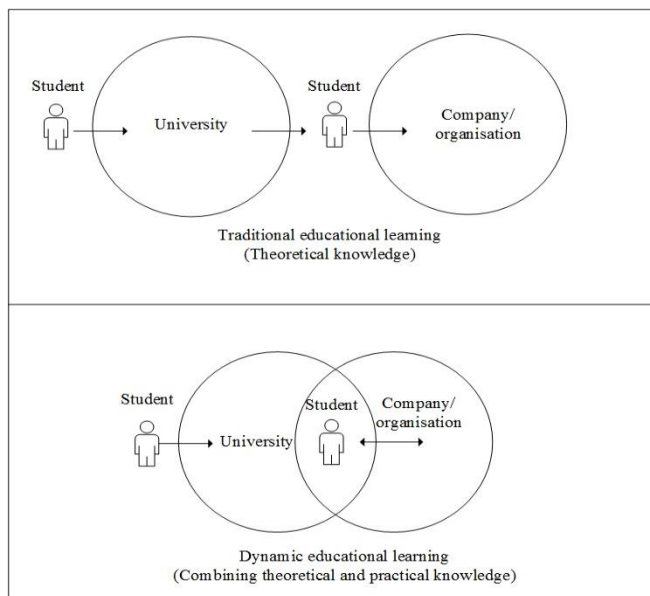 Student
University
Student
Company/
organisation
Traditional educational learning
(Theoretical knowledge)
Student
University
Student
Company/
organisation
Dynamic educational learning
(Combining theoretical and practical knowledge)